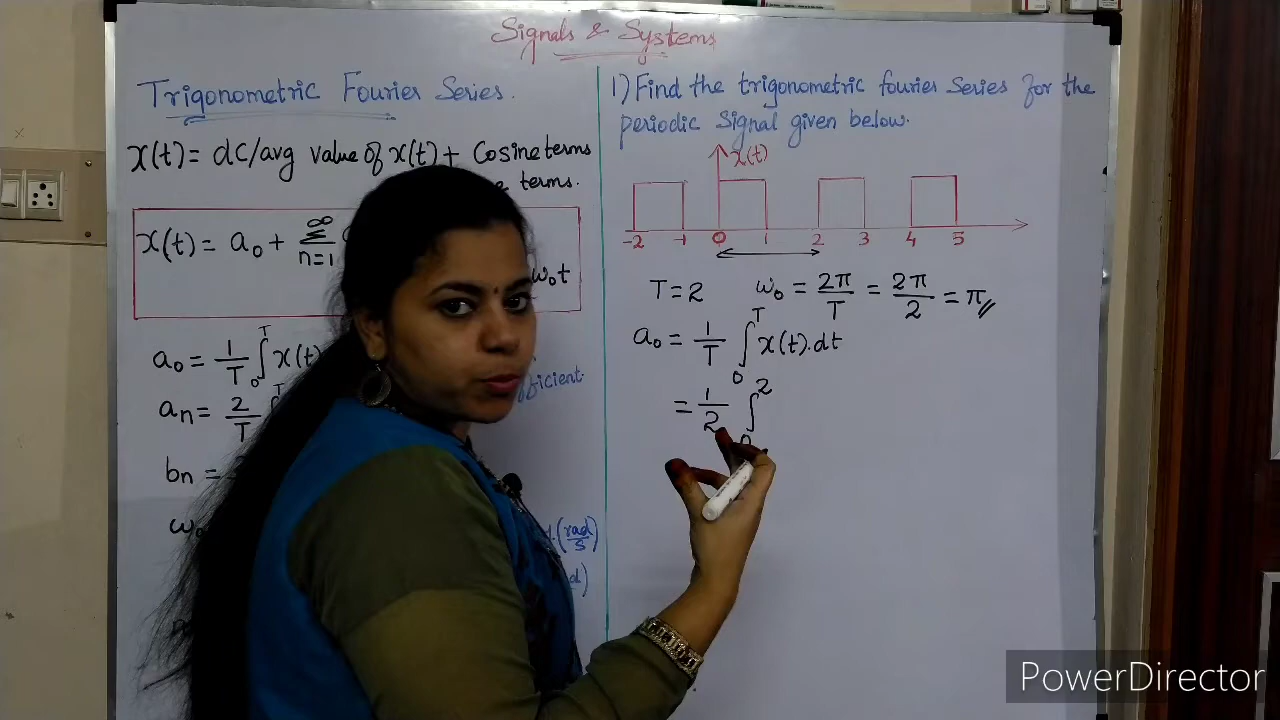 Signals & Systems
Trigonometric Fourier Series.
x(t) = dc/avg value of x(t) + Cosine terms
terms.
x(t) = a₀ + Σ
∞
n=1
ω₀t
a₀ = 1/T ∫₀ᵀ x(t)
efficient.
aₙ = 2/T
bₙ =
(rad/s)
1) Find the trigonometric fourier series for the
periodic signal given below.
x(t)
-2 -1 0 1 2 3 4 5
T = 2 ω₀ = 2π/T = 2π/2 = π//
a₀ = 1/T ∫₀ᵀ x(t).dt
= 1/2 ∫₀²
PowerDirector